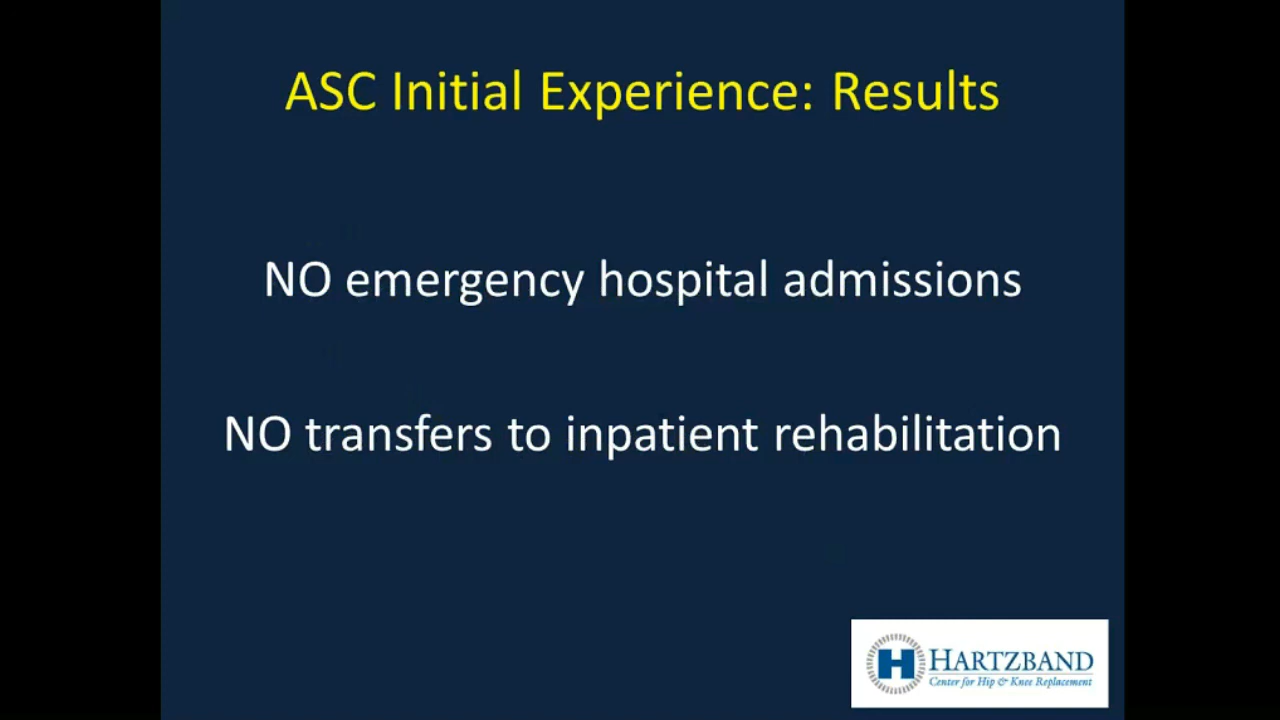 ASC Initial Experience: Results
NO emergency hospital admissions
NO transfers to inpatient rehabilitation
H HARTZBAND
Center for Hip & Knee Replacement